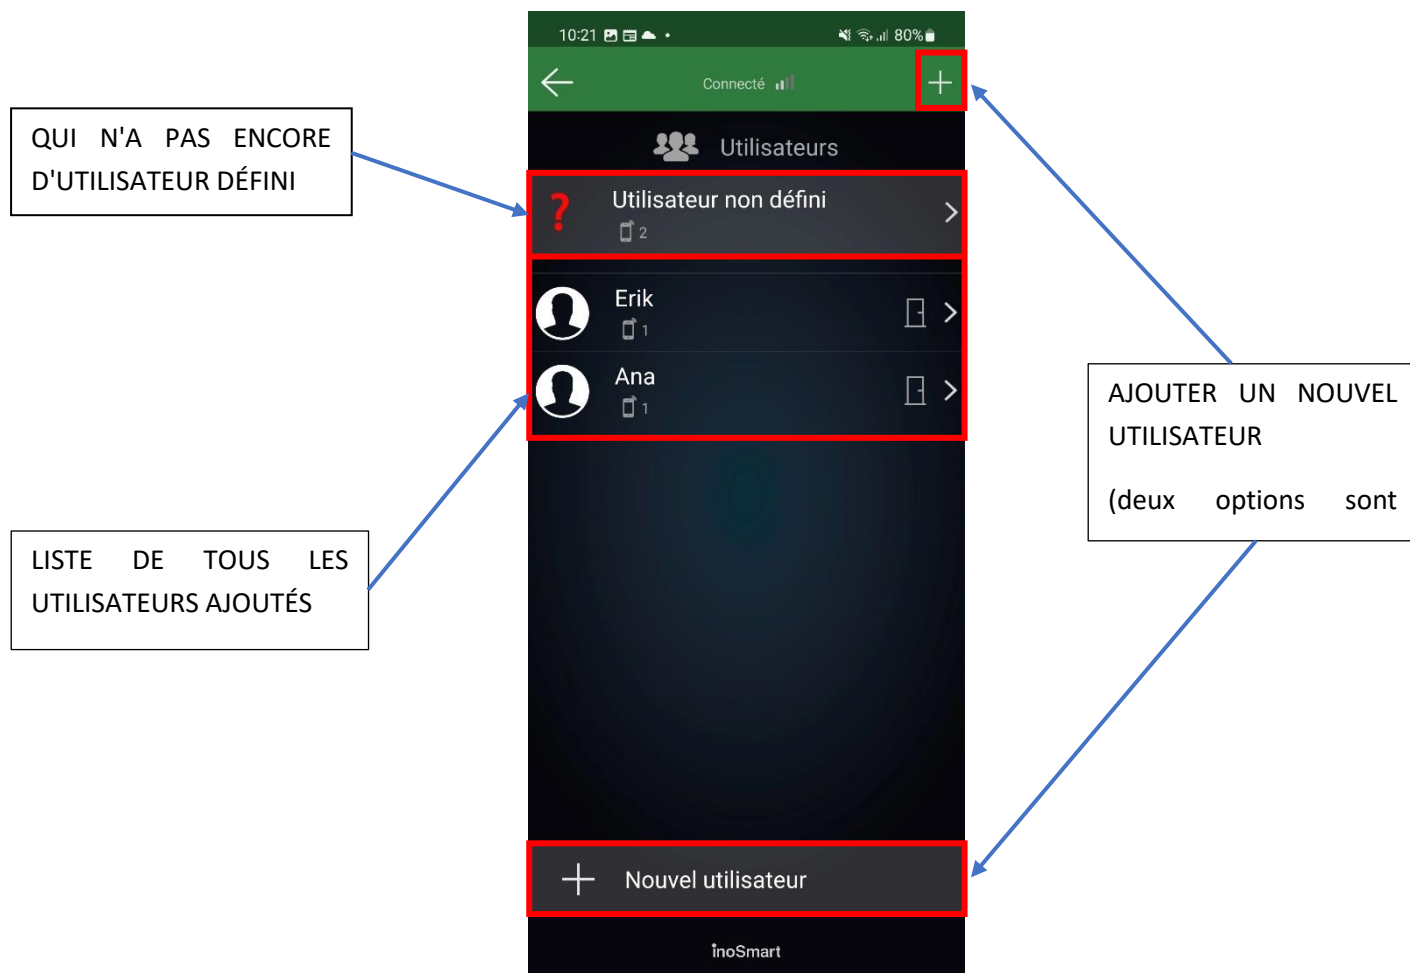 10:21
80%
Connecté
Utilisateurs
QUI N'A PAS ENCORE
D'UTILISATEUR DÉFINI
Utilisateur non défini
2
Erik
1
Ana
1
AJOUTER UN NOUVEL
UTILISATEUR
(deux options sont
LISTE DE TOUS LES
UTILISATEURS AJOUTÉS
Nouvel utilisateur
inoSmart